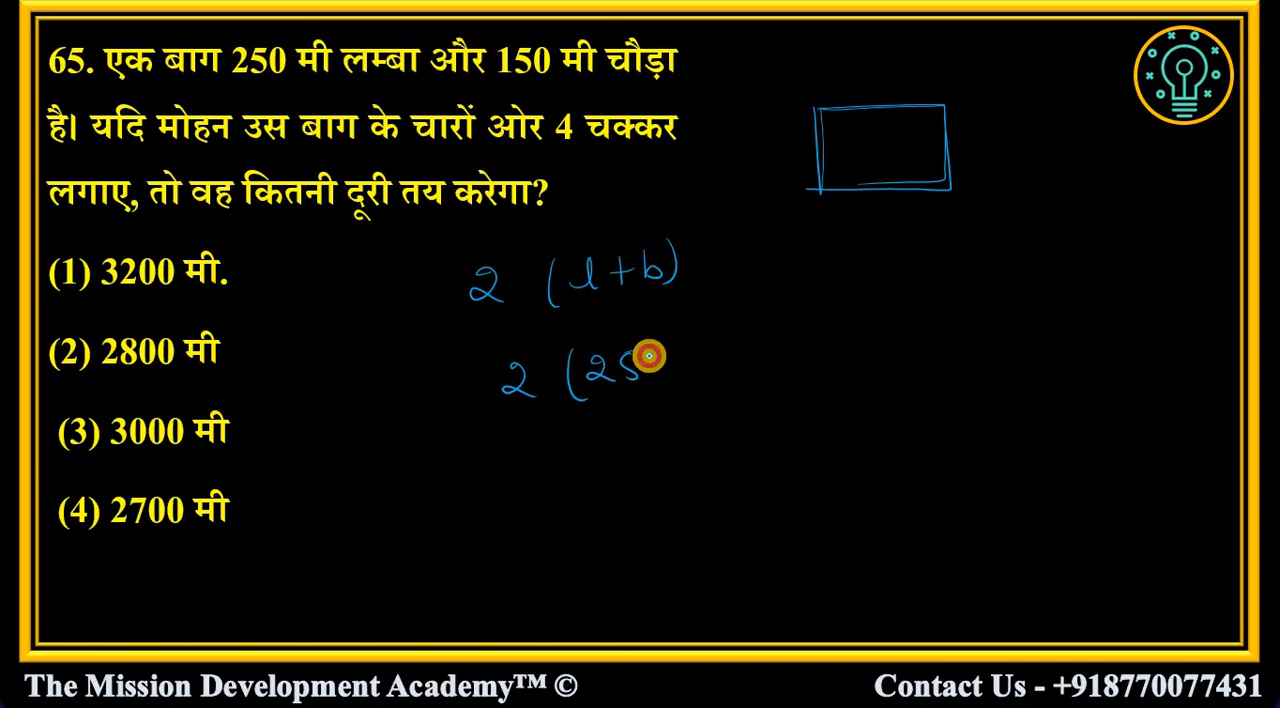 65. एक बाग 250 मी लम्बा और 150 मी चौड़ा
है। यदि मोहन उस बाग के चारों ओर 4 चक्कर
लगाए, तो वह कितनी दूरी तय करेगा?
(1) 3200 मी.
2 (l+b)
(2) 2800 मी
2 (25
(3) 3000 मी
(4) 2700 मी
The Mission Development Academy™ ©
Contact Us - +918770077431